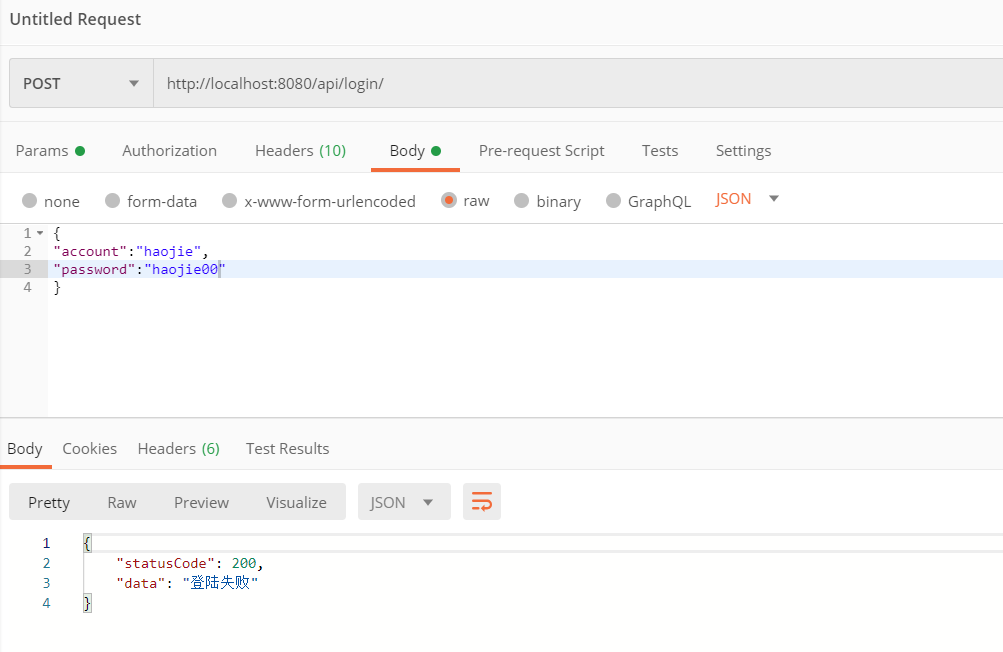 Untitled Request
POST http://localhost:8080/api/login/
Params Authorization Headers (10) Body Pre-request Script Tests Settings
none form-data x-www-form-urlencoded raw binary GraphQL JSON
1 {
2 "account":"haojie",
3 "password":"haojie00"
4 }
Body Cookies Headers (6) Test Results
Pretty Raw Preview Visualize JSON
1 {
2 "statusCode": 200,
3 "data": "登陆失败"
4 }